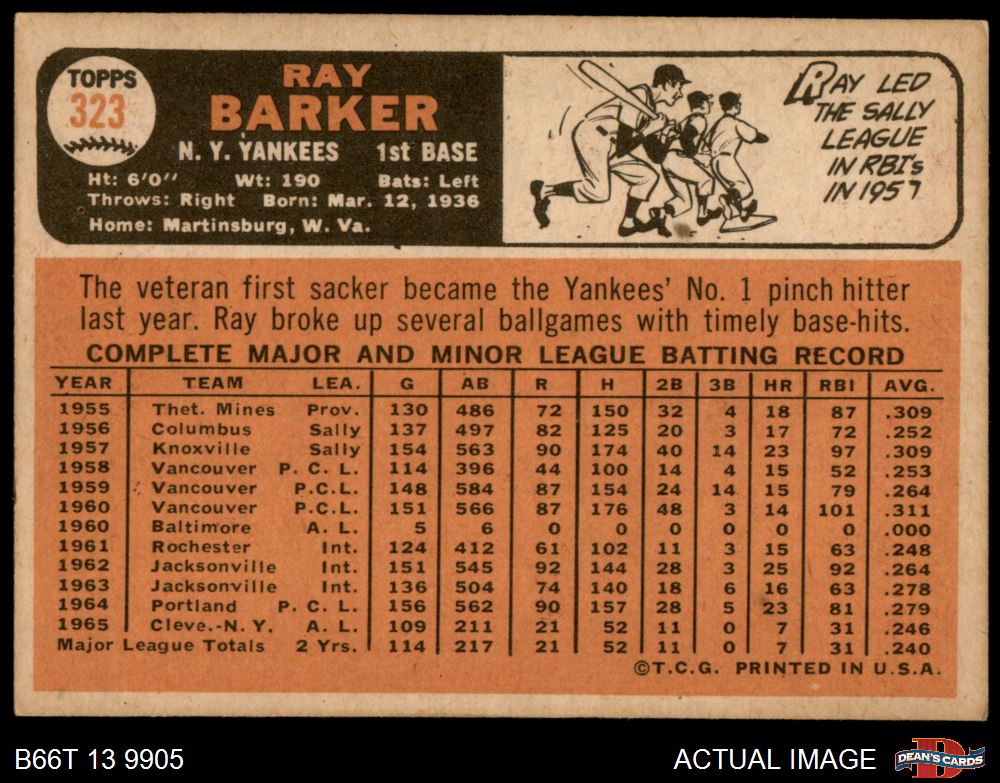 TOPPS
323
RAY
BARKER
N. Y. YANKEES 1st BASE
Ht: 6'0" Wt: 190 Bats: Left
Throws: Right Born: Mar. 12, 1936
Home: Martinsburg, W. Va.
RAY LED
THE SALLY
LEAGUE
IN RBI's
IN 1957
The veteran first sacker became the Yankees' No. 1 pinch hitter
last year. Ray broke up several ballgames with timely base-hits.
COMPLETE MAJOR AND MINOR LEAGUE BATTING RECORD
YEAR TEAM LEA. G AB R H 2B 3B HR RBI AVG.
1955 Thet. Mines Prov. 130 486 72 150 32 4 18 87 .309
1956 Columbus Sally 137 497 82 125 20 3 17 72 .252
1957 Knoxville Sally 154 563 90 174 40 14 23 97 .309
1958 Vancouver P. C. L. 114 396 44 100 14 4 15 52 .253
1959 Vancouver P.C.L. 148 584 87 154 24 14 15 79 .264
1960 Vancouver P.C.L. 151 566 87 176 48 3 14 101 .311
1960 Baltimore A. L. 5 6 0 0 0 0 0 0 .000
1961 Rochester Int. 124 412 61 102 11 3 15 63 .248
1962 Jacksonville Int. 151 545 92 144 28 3 25 92 .264
1963 Jacksonville Int. 136 504 74 140 18 6 16 63 .278
1964 Portland P. C. L. 156 562 90 157 28 5 23 81 .279
1965 Cleve.-N. Y. A. L. 109 211 21 52 11 0 7 31 .246
Major League Totals 2 Yrs. 114 217 21 52 11 0 7 31 .240
©T.C.G. PRINTED IN U.S.A.
B66T 13 9905
ACTUAL IMAGE
D
DEAN'S CARDS